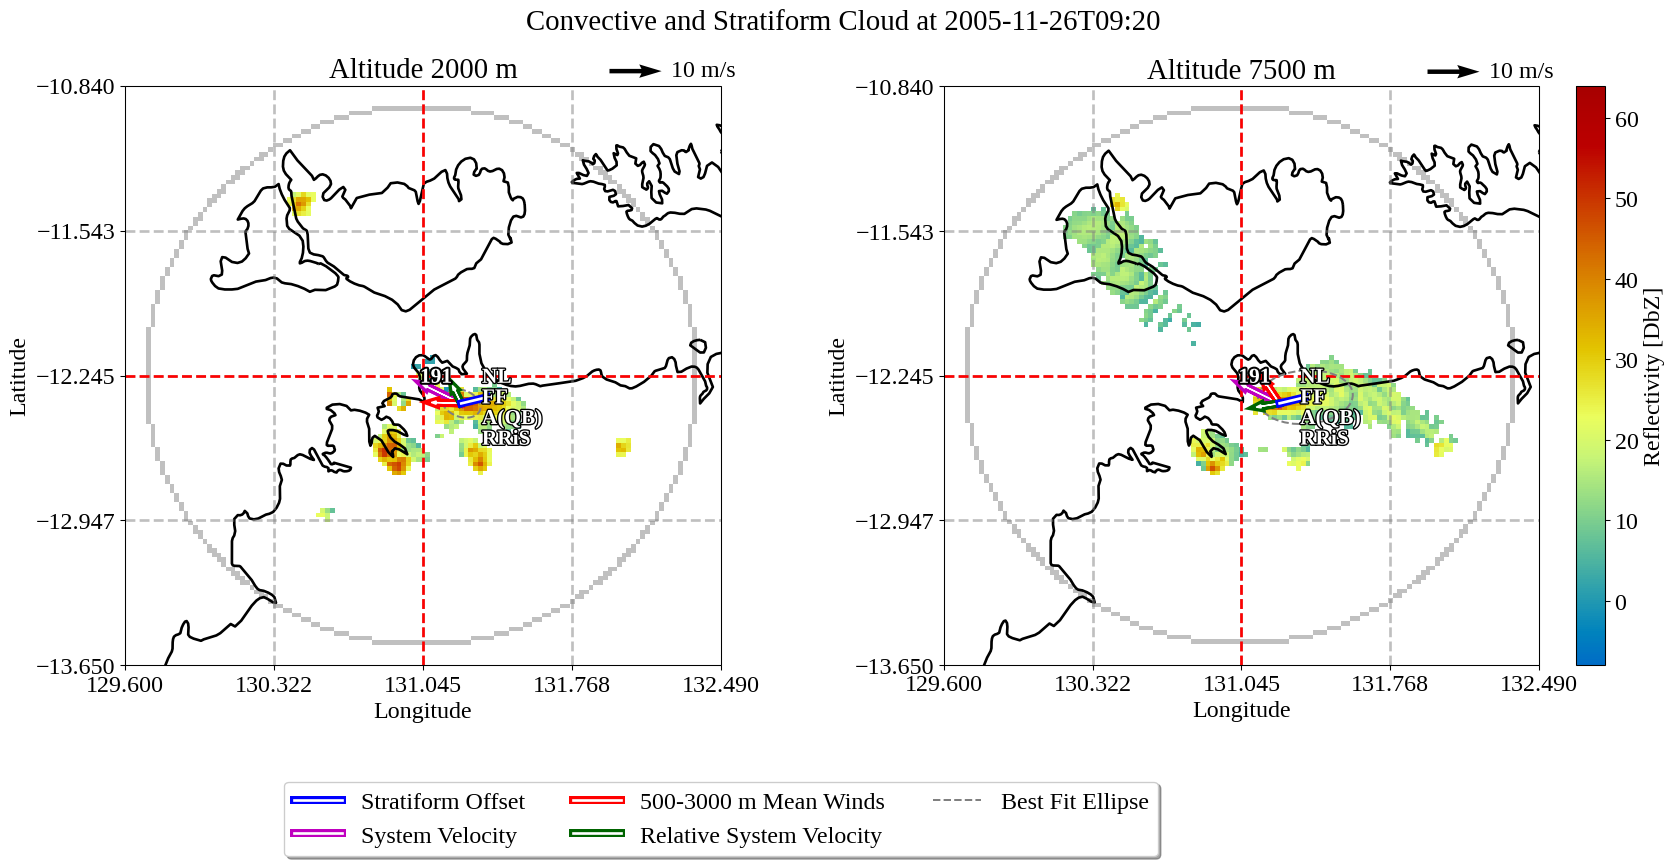 Convective and Stratiform Cloud at 2005-11-26T09:20
Altitude 2000 m
10 m/s
−10.840
−11.543
−12.245
−12.947
−13.650
129.600
130.322
131.045
131.768
132.490
Latitude
Longitude
191
NL
FF
A(QB)
RRiS
Altitude 7500 m
10 m/s
−10.840
−11.543
−12.245
−12.947
−13.650
129.600
130.322
131.045
131.768
132.490
Latitude
Longitude
191
NL
FF
A(QB)
RRiS
60
50
40
30
20
10
0
Reflectivity [DbZ]
Stratiform Offset
System Velocity
500-3000 m Mean Winds
Relative System Velocity
Best Fit Ellipse